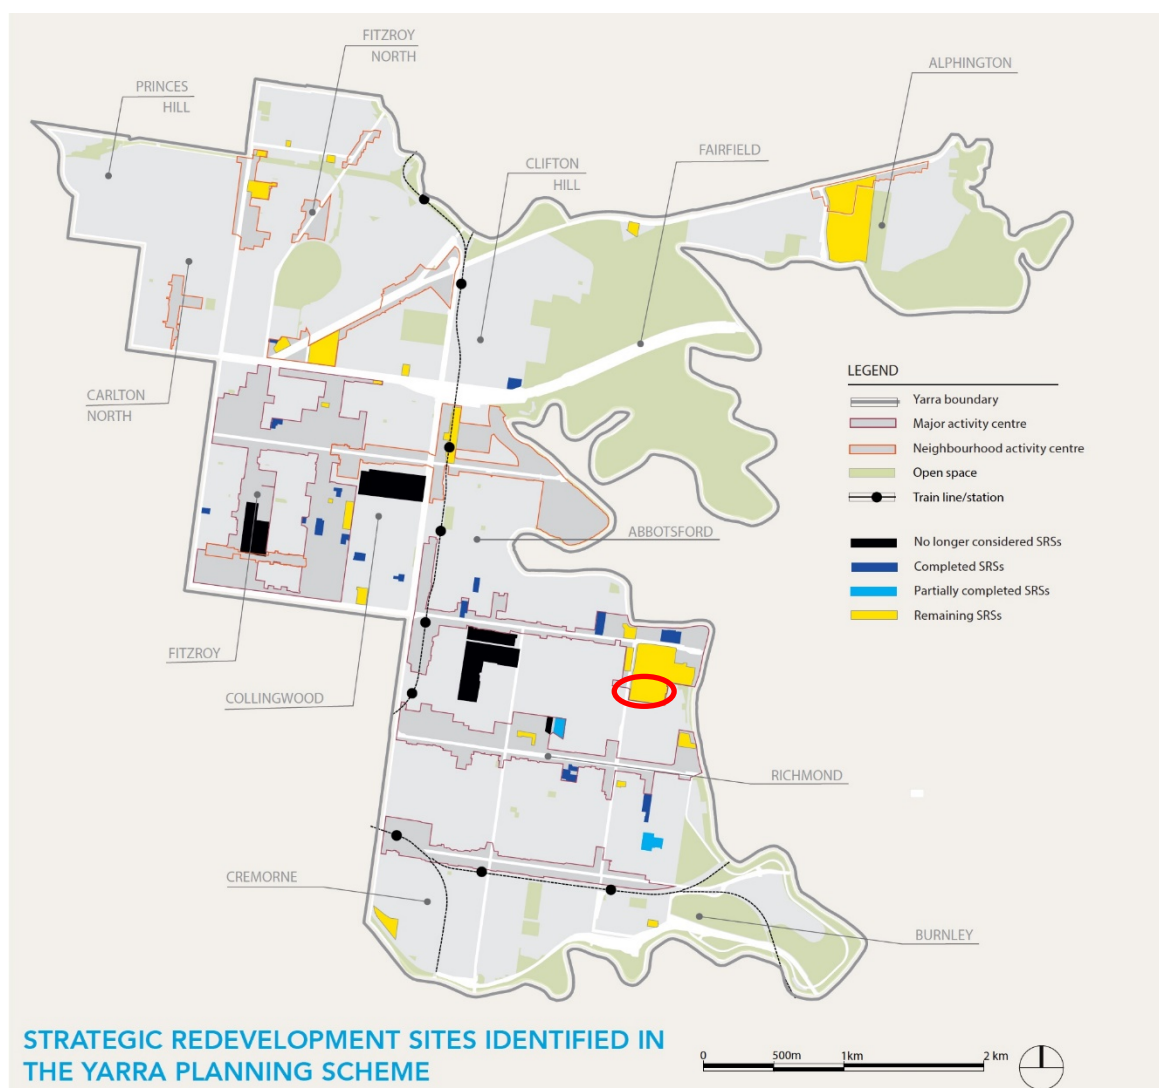 FITZROY
NORTH
PRINCES
HILL
ALPHINGTON
CLIFTON
HILL
FAIRFIELD
CARLTON
NORTH
LEGEND
Yarra boundary
Major activity centre
Neighbourhood activity centre
Open space
Train line/station
No longer considered SRSs
Completed SRSs
Partially completed SRSs
Remaining SRSs
ABBOTSFORD
FITZROY
COLLINGWOOD
RICHMOND
CREMORNE
BURNLEY
STRATEGIC REDEVELOPMENT SITES IDENTIFIED IN
THE YARRA PLANNING SCHEME
0 500m 1km 2 km